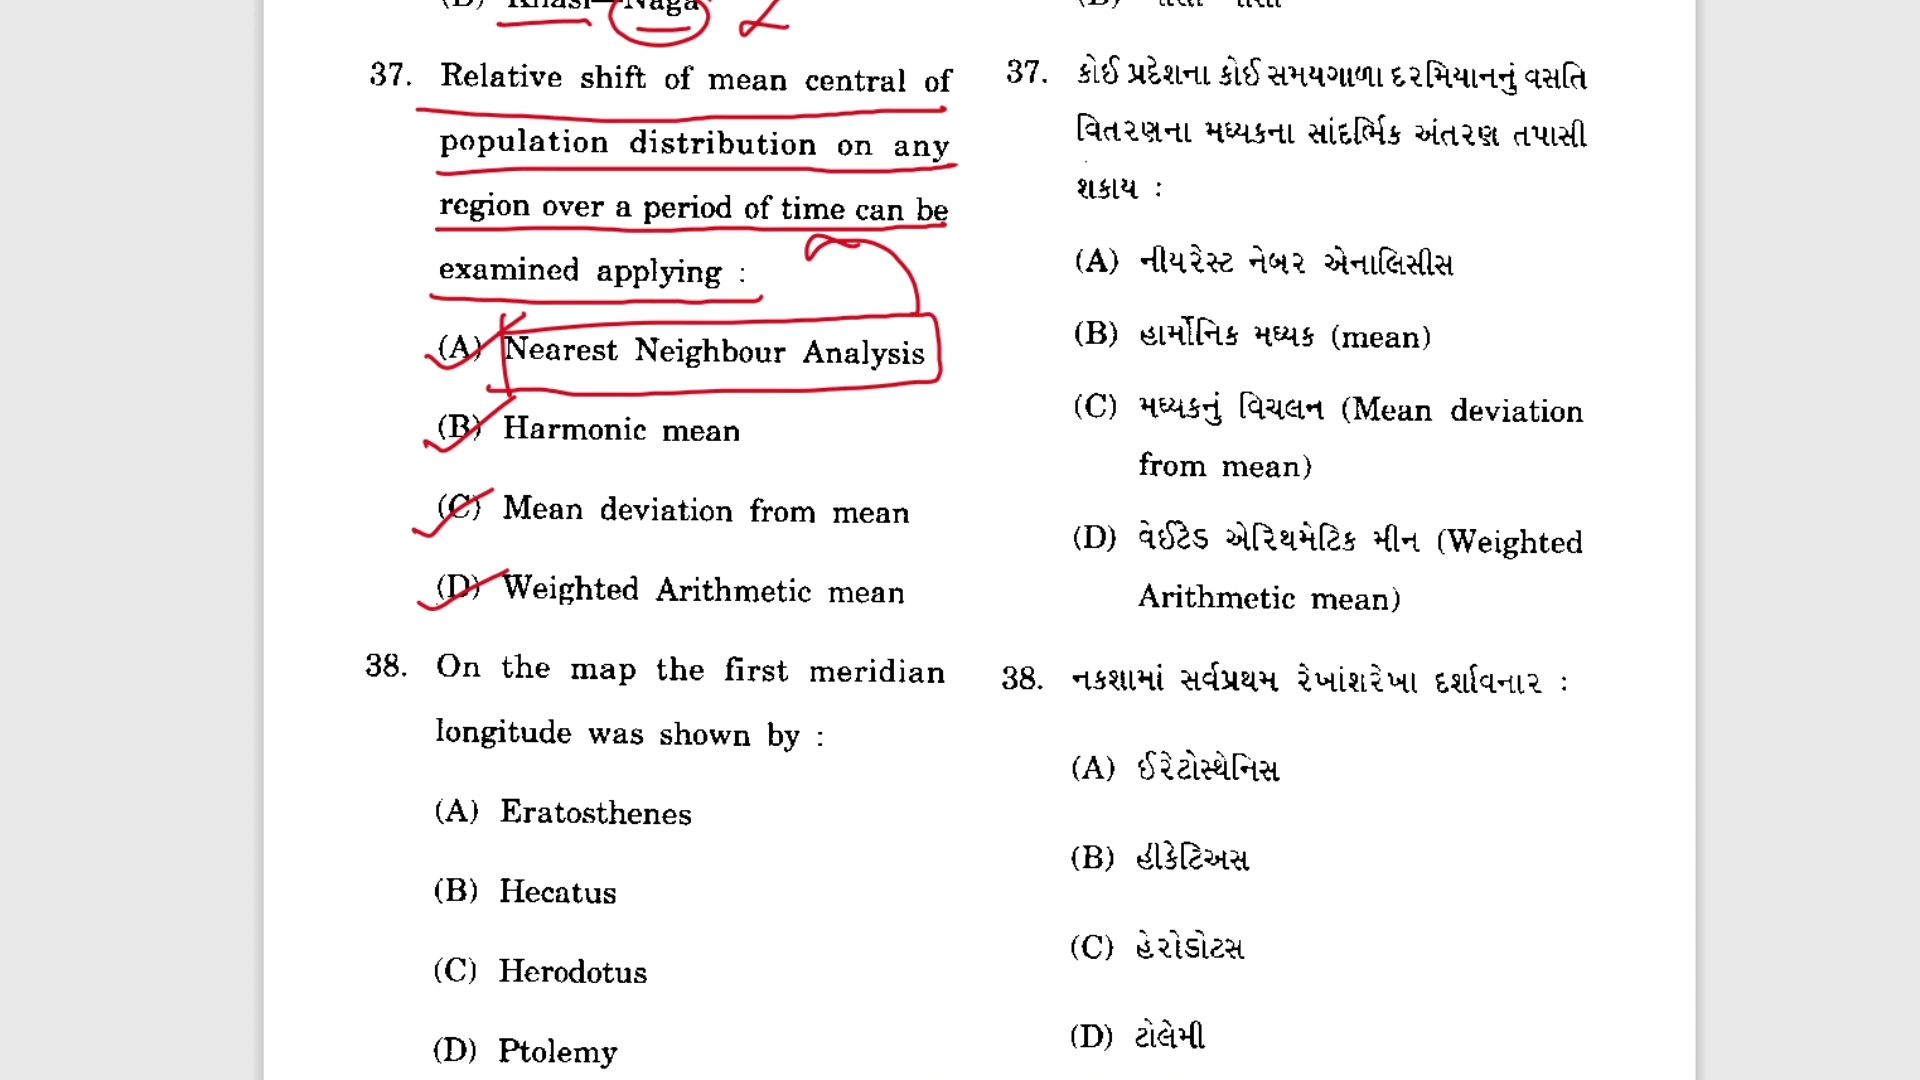 Naga
37. Relative shift of mean central of
population distribution on any
region over a period of time can be
examined applying :
(A) Nearest Neighbour Analysis
(B) Harmonic mean
(C) Mean deviation from mean
(D) Weighted Arithmetic mean
38. On the map the first meridian
longitude was shown by :
(A) Eratosthenes
(B) Hecatus
(C) Herodotus
(D) Ptolemy
37. કોઈ પ્રદેશના કોઈ સમયગાળા દરમિયાનનું વસતિ
વિતરણના મધ્યકના સાંદર્ભિક અંતરણ તપાસી
શકાય :
(A) નીયરેસ્ટ નેબર એનાલિસીસ
(B) હાર્મોનિક મધ્યક (mean)
(C) મધ્યકનું વિચલન (Mean deviation
from mean)
(D) વેઈટેડ એરિથમેટિક મીન (Weighted
Arithmetic mean)
38. નકશામાં સર્વપ્રથમ રેખાંશરેખા દર્શાવનાર :
(A) ઈરેટોસ્થેનિસ
(B) હીકેટિઅસ
(C) હેરોડોટસ
(D) ટોલેમી